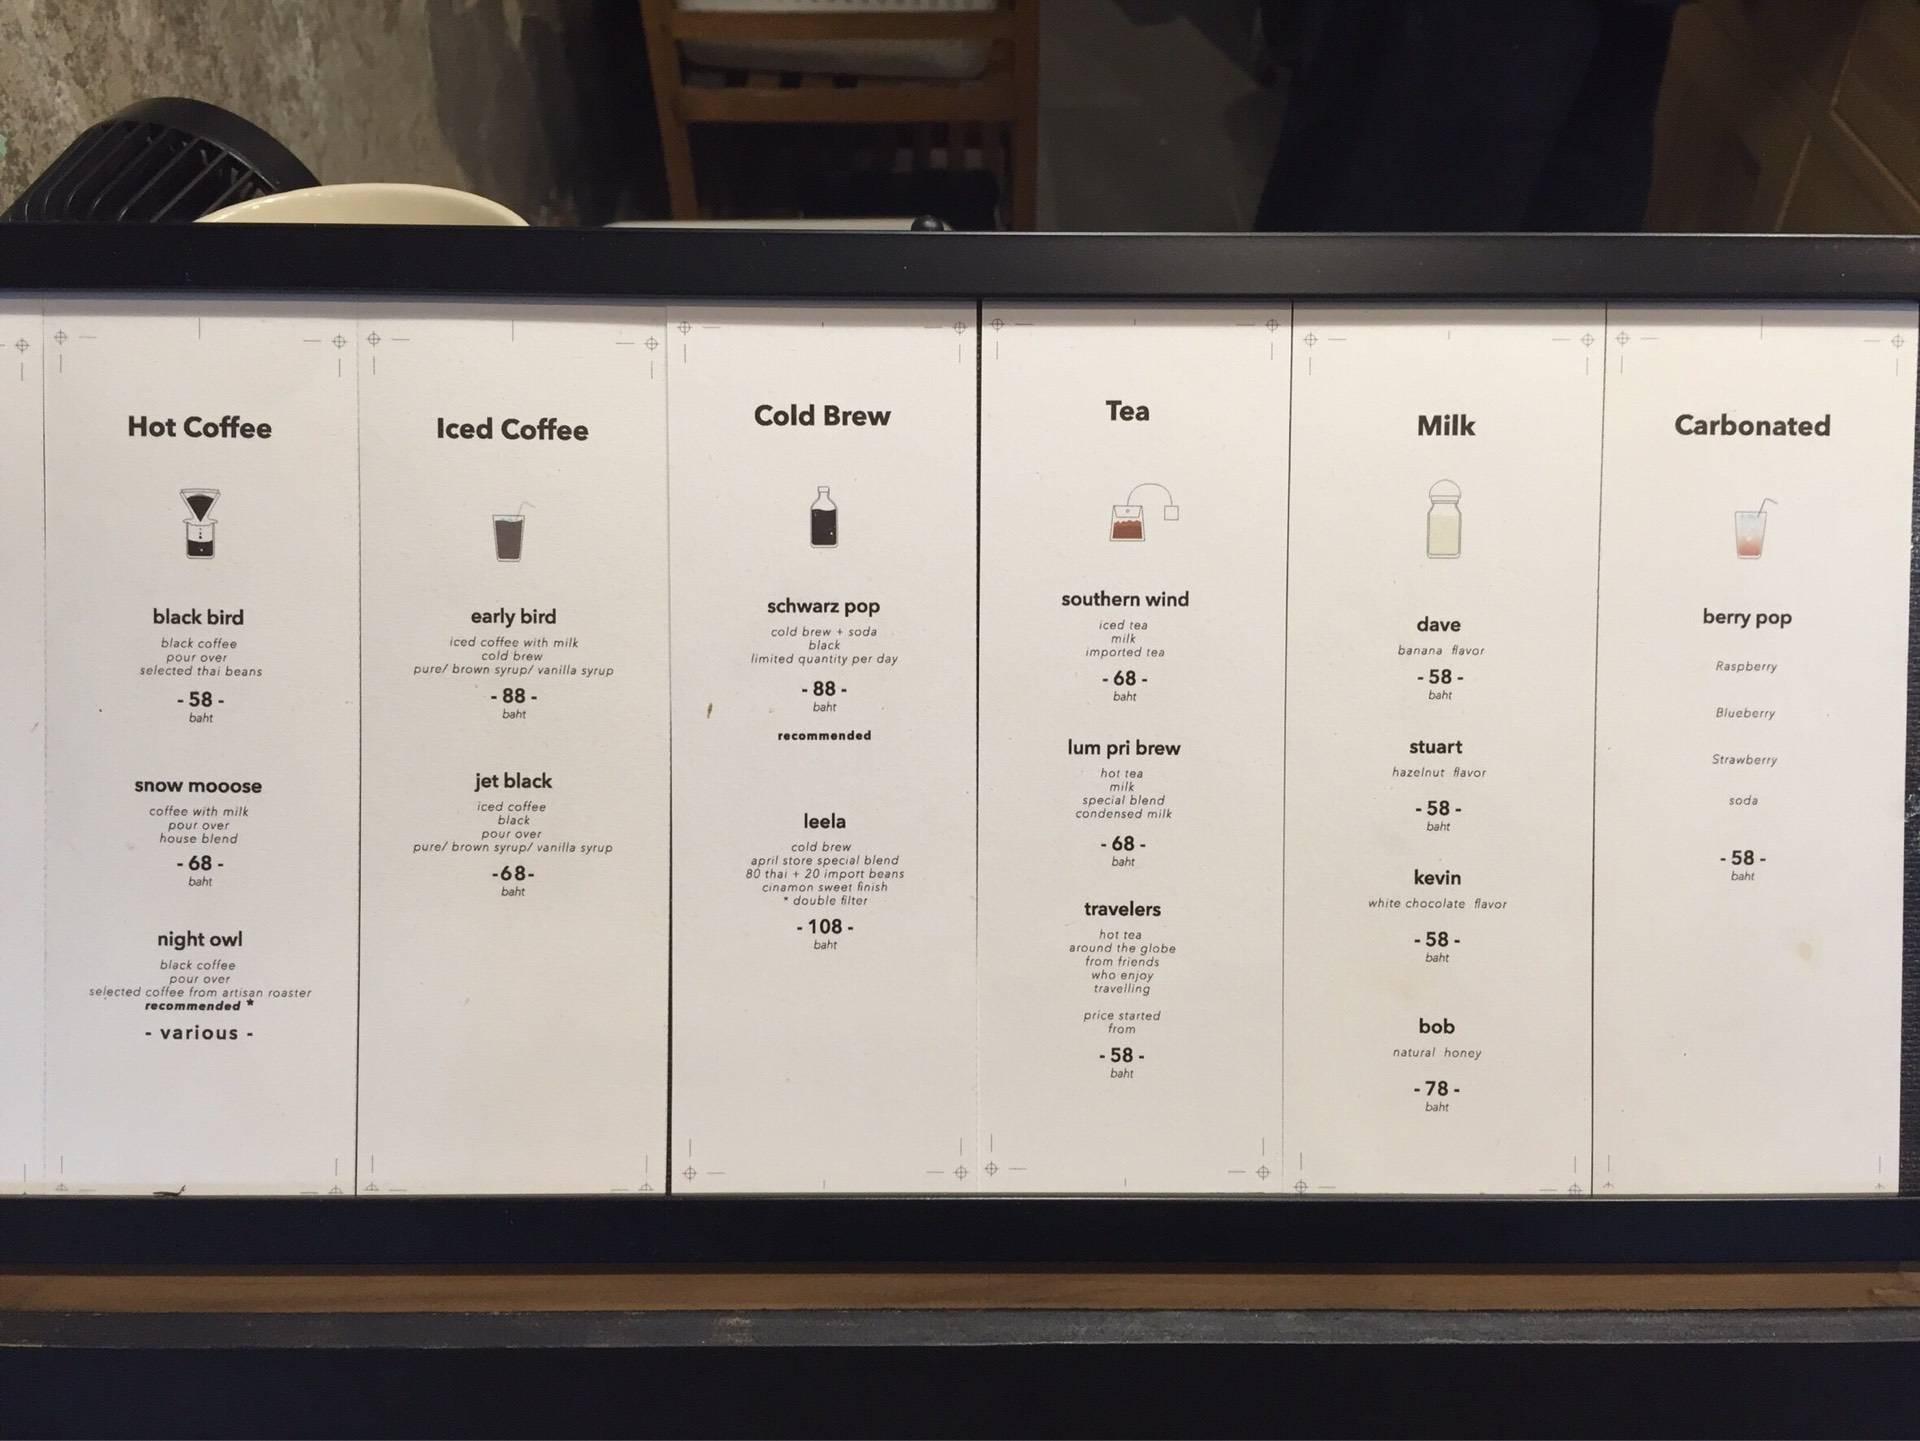 Hot Coffee
black bird
black coffee
pour over
selected thai beans
- 58 -
baht
snow mooose
coffee with milk
pour over
house blend
- 68 -
baht
night owl
black coffee
pour over
selected coffee from artisan roaster
recommended *
- various -
Iced Coffee
early bird
iced coffee with milk
cold brew
pure/ brown syrup/ vanilla syrup
- 88 -
baht
jet black
iced coffee
black
pour over
pure/ brown syrup/ vanilla syrup
-68-
baht
Cold Brew
schwarz pop
cold brew + soda
black
limited quantity per day
- 88 -
baht
recommended
leela
cold brew
april store special blend
80 thai + 20 import beans
cinamon sweet finish
* double filter
- 108 -
baht
Tea
southern wind
iced tea
milk
imported tea
- 68 -
baht
lum pri brew
hot tea
milk
special blend
condensed milk
- 68 -
baht
travelers
hot tea
around the globe
from friends
who enjoy
travelling
price started
from
- 58 -
baht
Milk
dave
banana flavor
- 58 -
baht
stuart
hazelnut flavor
- 58 -
baht
kevin
white chocolate flavor
- 58 -
baht
bob
natural honey
- 78 -
baht
Carbonated
berry pop
Raspberry
Blueberry
Strawberry
soda
- 58 -
baht